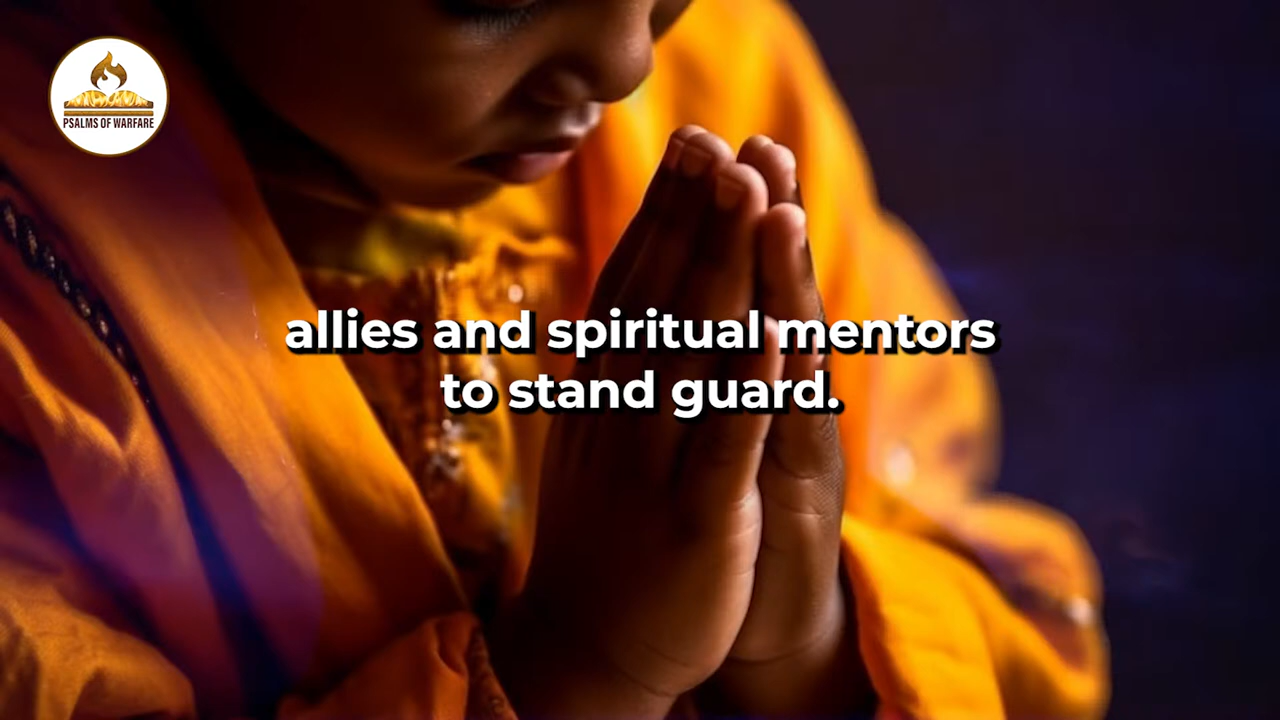 PSALMS OF WARFARE
allies and spiritual mentors
to stand guard.